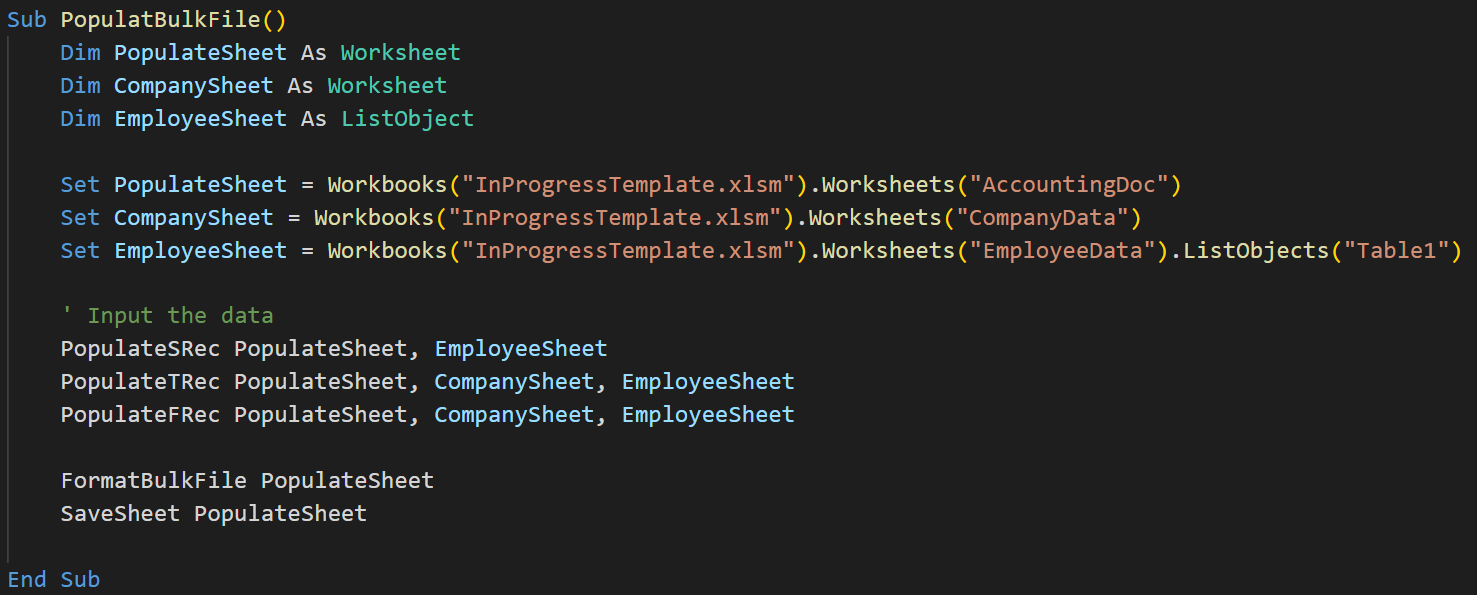 Sub PopulatBulkFile()
    Dim PopulateSheet As Worksheet
    Dim CompanySheet As Worksheet
    Dim EmployeeSheet As ListObject
    Set PopulateSheet = Workbooks("InProgressTemplate.xlsm").Worksheets("AccountingDoc")
    Set CompanySheet = Workbooks("InProgressTemplate.xlsm").Worksheets("CompanyData")
    Set EmployeeSheet = Workbooks("InProgressTemplate.xlsm").Worksheets("EmployeeData").ListObjects("Table1")
    ' Input the data
    PopulateSRec PopulateSheet, EmployeeSheet
    PopulateTRec PopulateSheet, CompanySheet, EmployeeSheet
    PopulateFRec PopulateSheet, CompanySheet, EmployeeSheet
    FormatBulkFile PopulateSheet
    SaveSheet PopulateSheet
End Sub